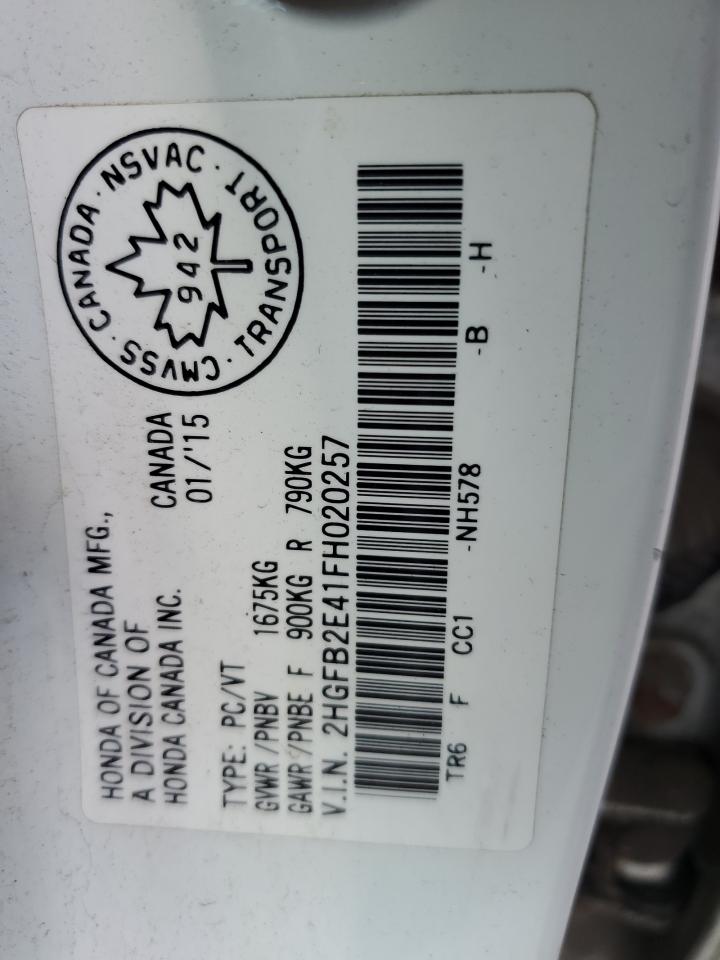 HONDA OF CANADA MFG.,
A DIVISION OF
HONDA CANADA INC.
CANADA
01/'15
CMVSS · CANADA · NSVAC · TRANSPORT ·
942
TYPE: PC/VT
GVWR/PNBV 1675KG
GAWR/PNBE F 900KG R 790KG
V.I.N. 2HGFB2E41FH020257
TR6 F CC1 -NH578 -B -H